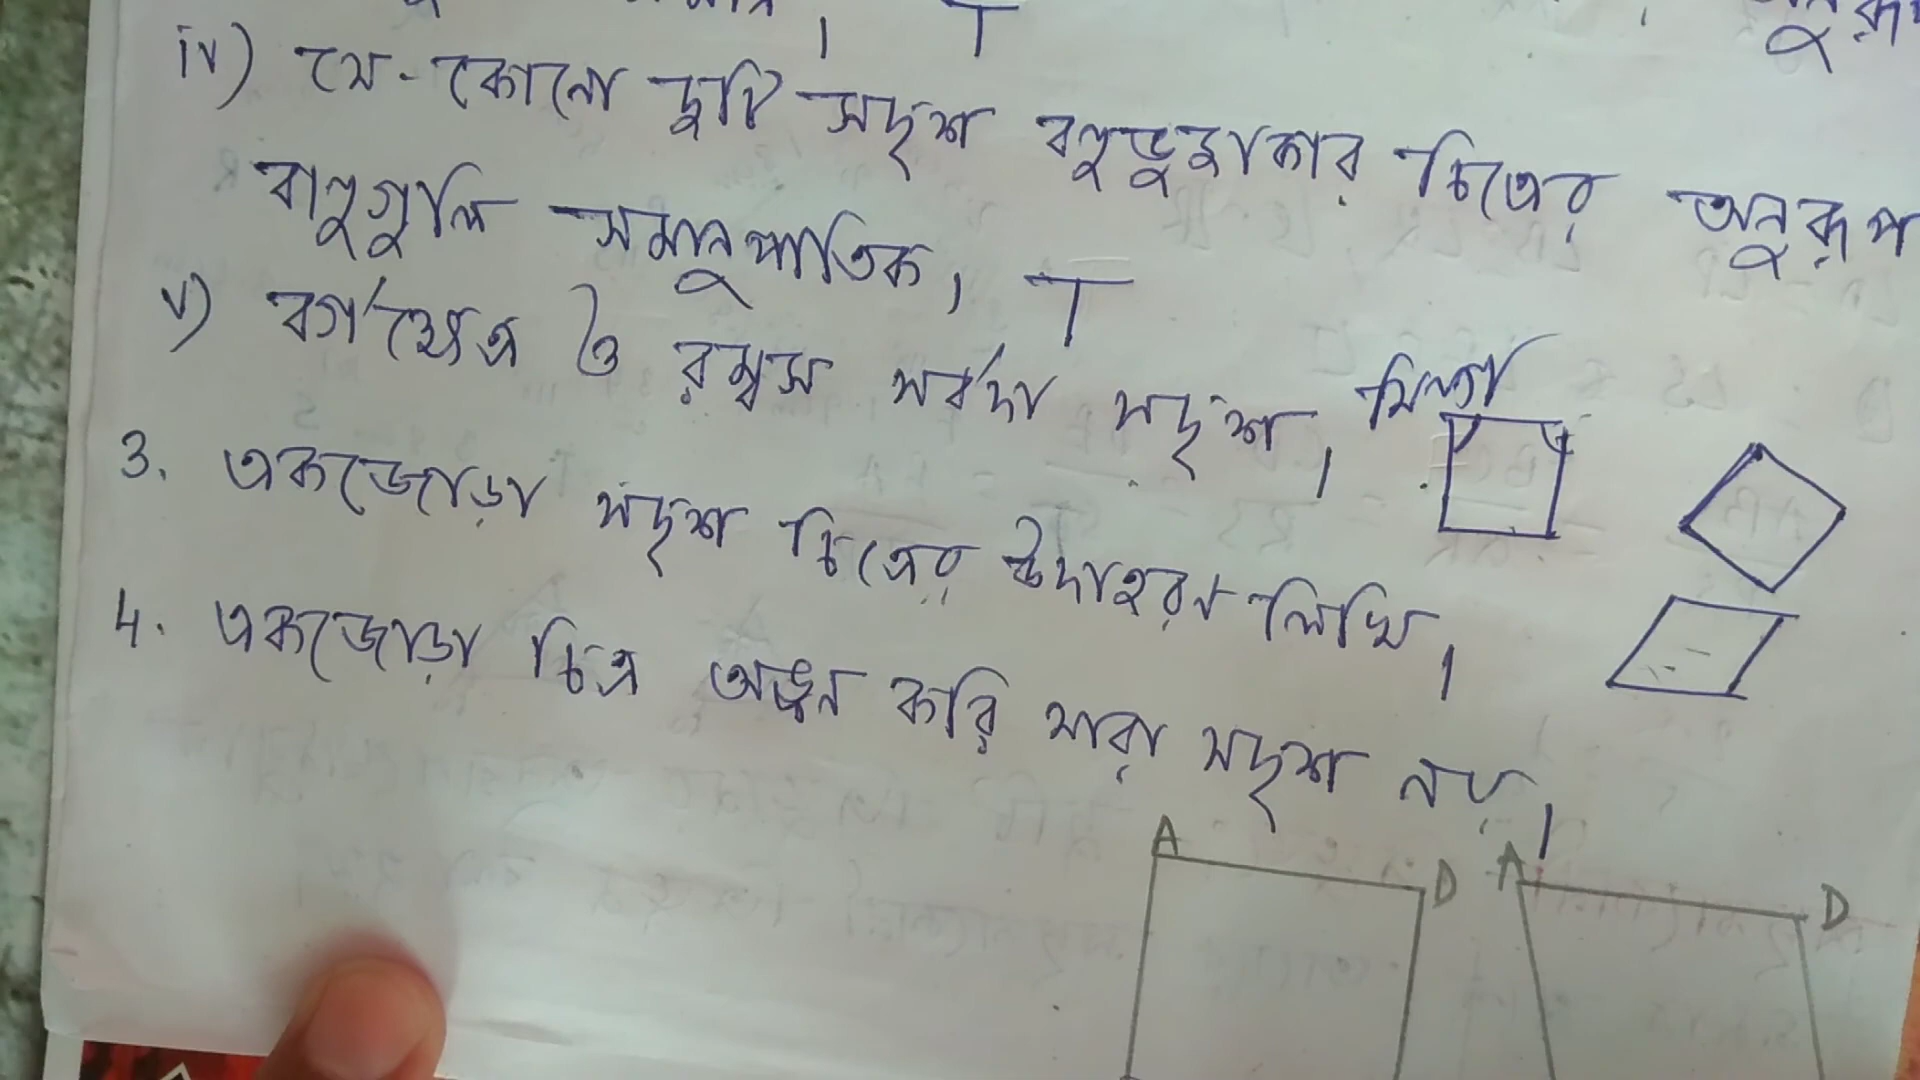 iv) যে-কোনো দুটি সদৃশ বহুভুজাকার চিত্রের অনুরূপ
বাহুগুলি সমানুপাতিক। T
v) বর্গক্ষেত্র ও রম্বস সর্বদা সদৃশ। মিথ্যা
3. একজোড়া সদৃশ চিত্রের উদাহরণ লিখি।
4. একজোড়া চিত্র অঙ্কন করি যারা সদৃশ নয়।
A D A D